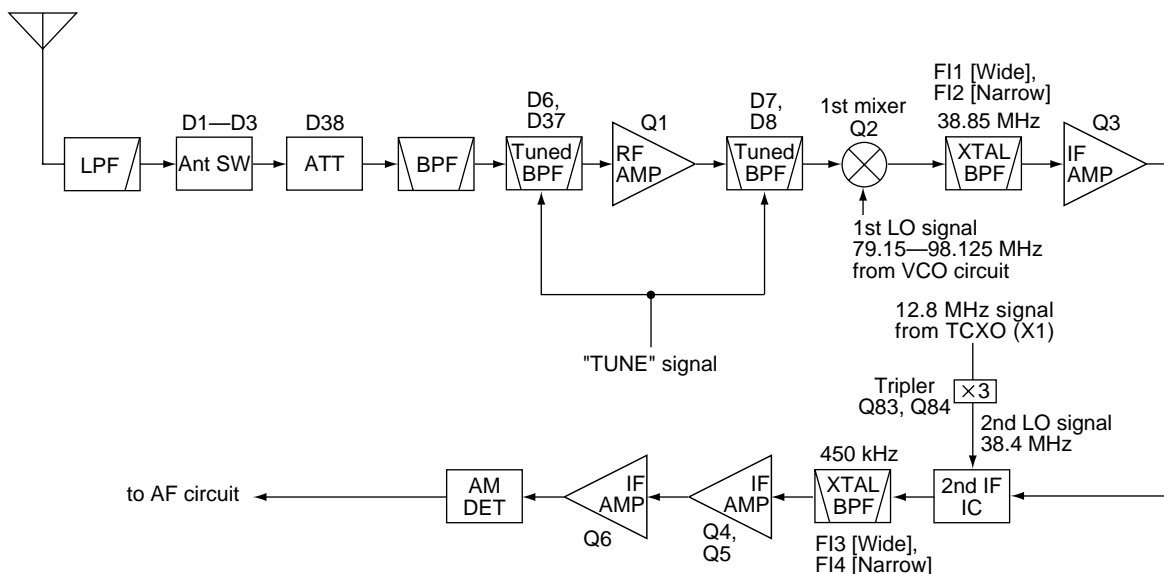 FI1 [Wide],
FI2 [Narrow]
38.85 MHz
D6,
D37
D7,
D8
1st mixer
Q2
D1—D3
D38
Q1
Q3
LPF
Ant SW
ATT
BPF
Tuned
BPF
RF
AMP
Tuned
BPF
XTAL
BPF
IF
AMP
1st LO signal
79.15—98.125 MHz
from VCO circuit
12.8 MHz signal
from TCXO (X1)
"TUNE" signal
Tripler
Q83, Q84
×3
2nd LO signal
38.4 MHz
450 kHz
to AF circuit
AM
DET
IF
AMP
Q6
IF
AMP
Q4,
Q5
XTAL
BPF
2nd IF
IC
FI3 [Wide],
FI4 [Narrow]